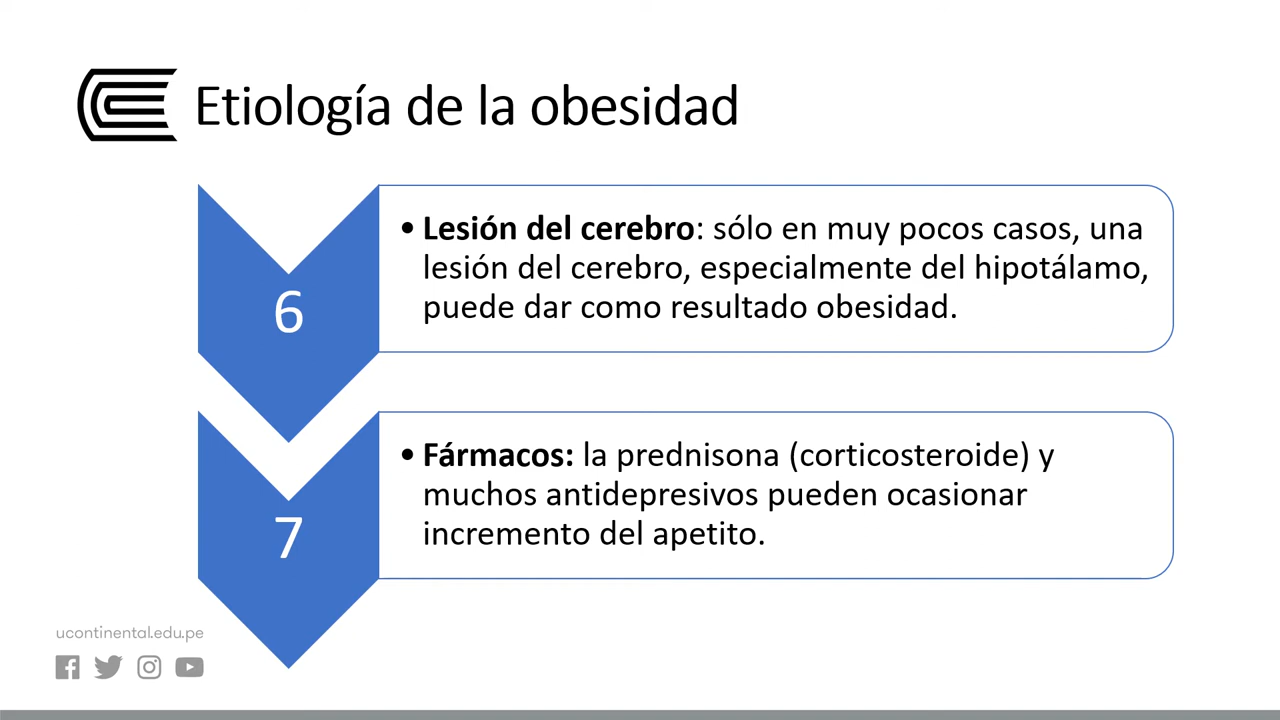 Etiología de la obesidad
6
• Lesión del cerebro: sólo en muy pocos casos, una
lesión del cerebro, especialmente del hipotálamo,
puede dar como resultado obesidad.
7
• Fármacos: la prednisona (corticosteroide) y
muchos antidepresivos pueden ocasionar
incremento del apetito.
ucontinental.edu.pe